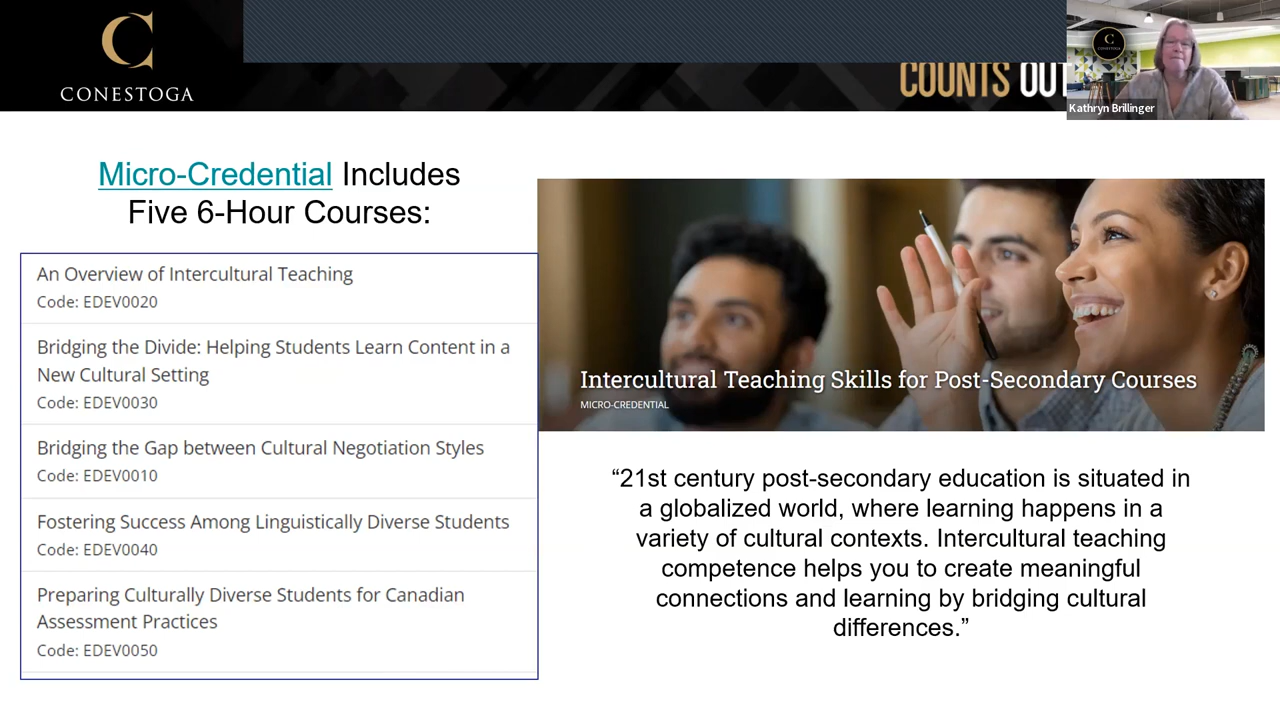 CONESTOGA
COUNTS OUT
C
CONESTOGA
Kathryn Brillinger
Micro-Credential Includes
Five 6-Hour Courses:
An Overview of Intercultural Teaching
Code: EDEV0020
Bridging the Divide: Helping Students Learn Content in a
New Cultural Setting
Code: EDEV0030
Bridging the Gap between Cultural Negotiation Styles
Code: EDEV0010
Fostering Success Among Linguistically Diverse Students
Code: EDEV0040
Preparing Culturally Diverse Students for Canadian
Assessment Practices
Code: EDEV0050
Intercultural Teaching Skills for Post-Secondary Courses
MICRO-CREDENTIAL
“21st century post-secondary education is situated in
a globalized world, where learning happens in a
variety of cultural contexts. Intercultural teaching
competence helps you to create meaningful
connections and learning by bridging cultural
differences.”